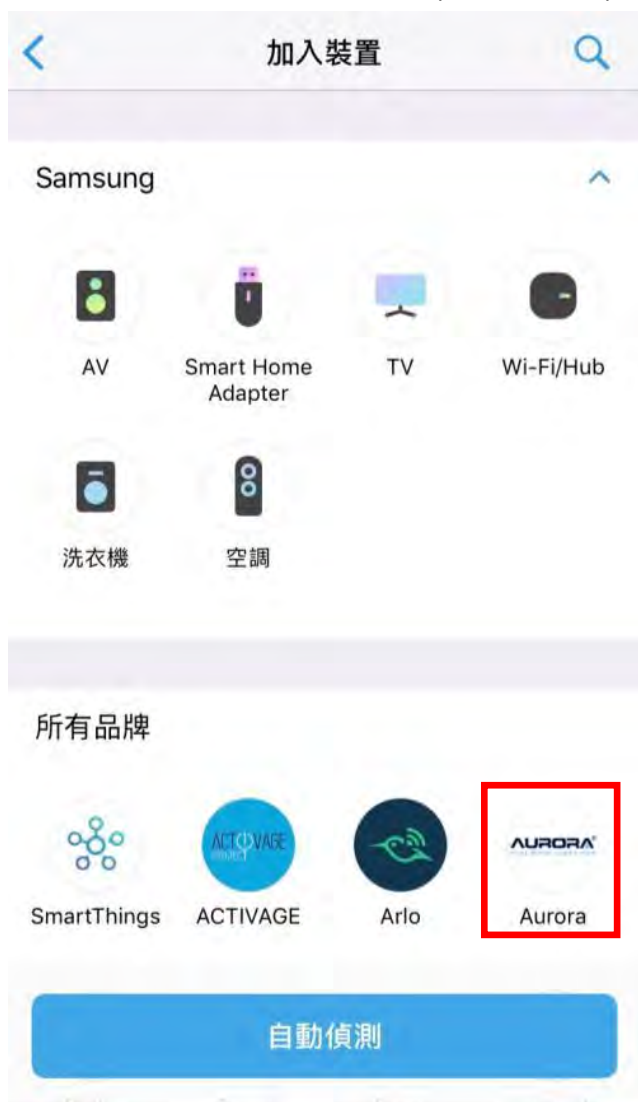 加入裝置
Samsung
AV
Smart Home
Adapter
TV
Wi-Fi/Hub
洗衣機
空調
所有品牌
ACTIVAGE
AURORA
SmartThings
ACTIVAGE
Arlo
Aurora
自動偵測